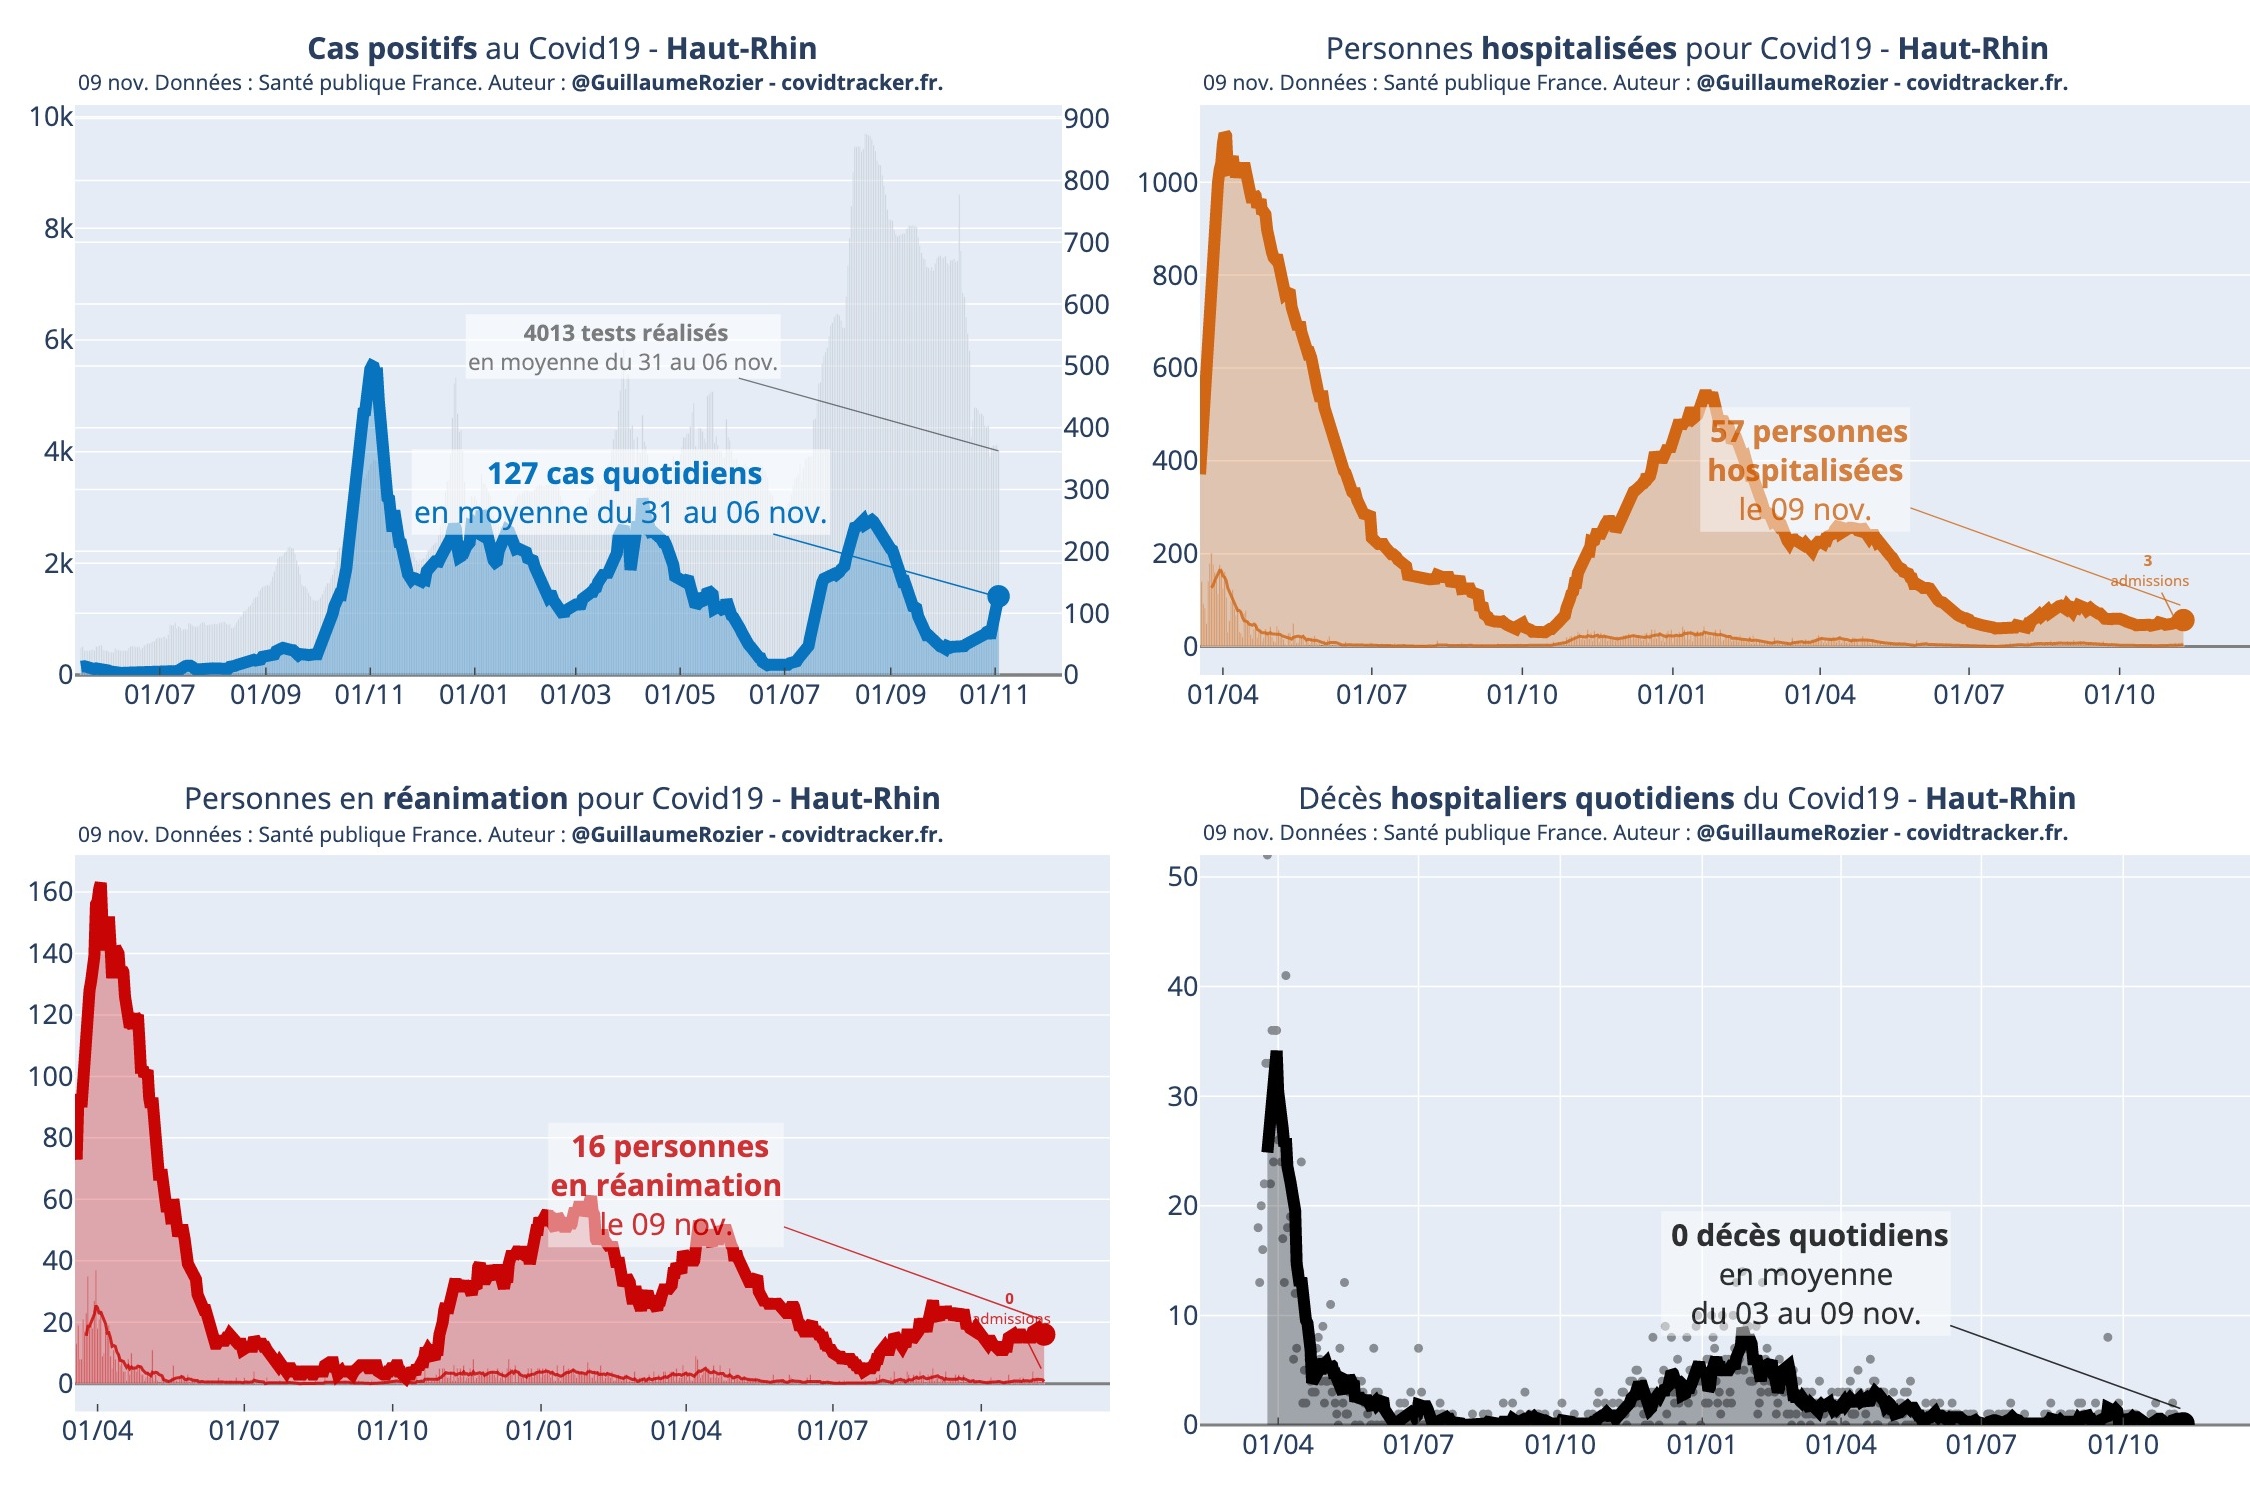 Cas positifs au Covid19 - Haut-Rhin
09 nov. Données : Santé publique France. Auteur : @GuillaumeRozier - covidtracker.fr.
10k
8k
6k
4k
2k
0
900
800
700
600
500
400
300
200
100
0
4013 tests réalisés
en moyenne du 31 au 06 nov.
127 cas quotidiens
en moyenne du 31 au 06 nov.
01/07 01/09 01/11 01/01 01/03 01/05 01/07 01/09 01/11
Personnes hospitalisées pour Covid19 - Haut-Rhin
09 nov. Données : Santé publique France. Auteur : @GuillaumeRozier - covidtracker.fr.
1000
800
600
400
200
0
57 personnes
hospitalisées
le 09 nov.
3
admissions
01/04 01/07 01/10 01/01 01/04 01/07 01/10
Personnes en réanimation pour Covid19 - Haut-Rhin
09 nov. Données : Santé publique France. Auteur : @GuillaumeRozier - covidtracker.fr.
160
140
120
100
80
60
40
20
0
16 personnes
en réanimation
le 09 nov.
0
admissions
01/04 01/07 01/10 01/01 01/04 01/07 01/10
Décès hospitaliers quotidiens du Covid19 - Haut-Rhin
09 nov. Données : Santé publique France. Auteur : @GuillaumeRozier - covidtracker.fr.
50
40
30
20
10
0
0 décès quotidiens
en moyenne
du 03 au 09 nov.
01/04 01/07 01/10 01/01 01/04 01/07 01/10